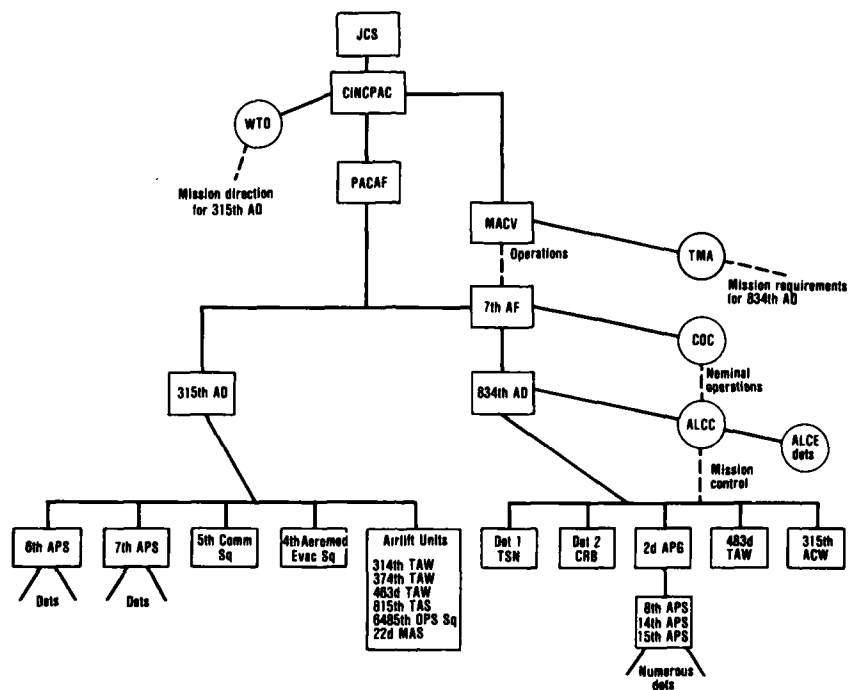 JCS
CINCPAC
WTO
Mission direction
for 315th AD
PACAF
MACV
Operations
TMA
Mission requirements
for 834th AD
7th AF
COC
Nominal
operations
315th AD
834th AD
ALCC
ALCE
dets
Mission
control
6th APS
Dets
7th APS
Dets
5th Comm
Sq
4th Aeromed
Evac Sq
Airlift Units
314th TAW
374th TAW
463d TAW
815th TAS
6485th OPS Sq
22d MAS
Det 1
TSN
Det 2
CRB
2d APG
483d
TAW
315th
ACW
8th APS
14th APS
15th APS
Numerous
dets